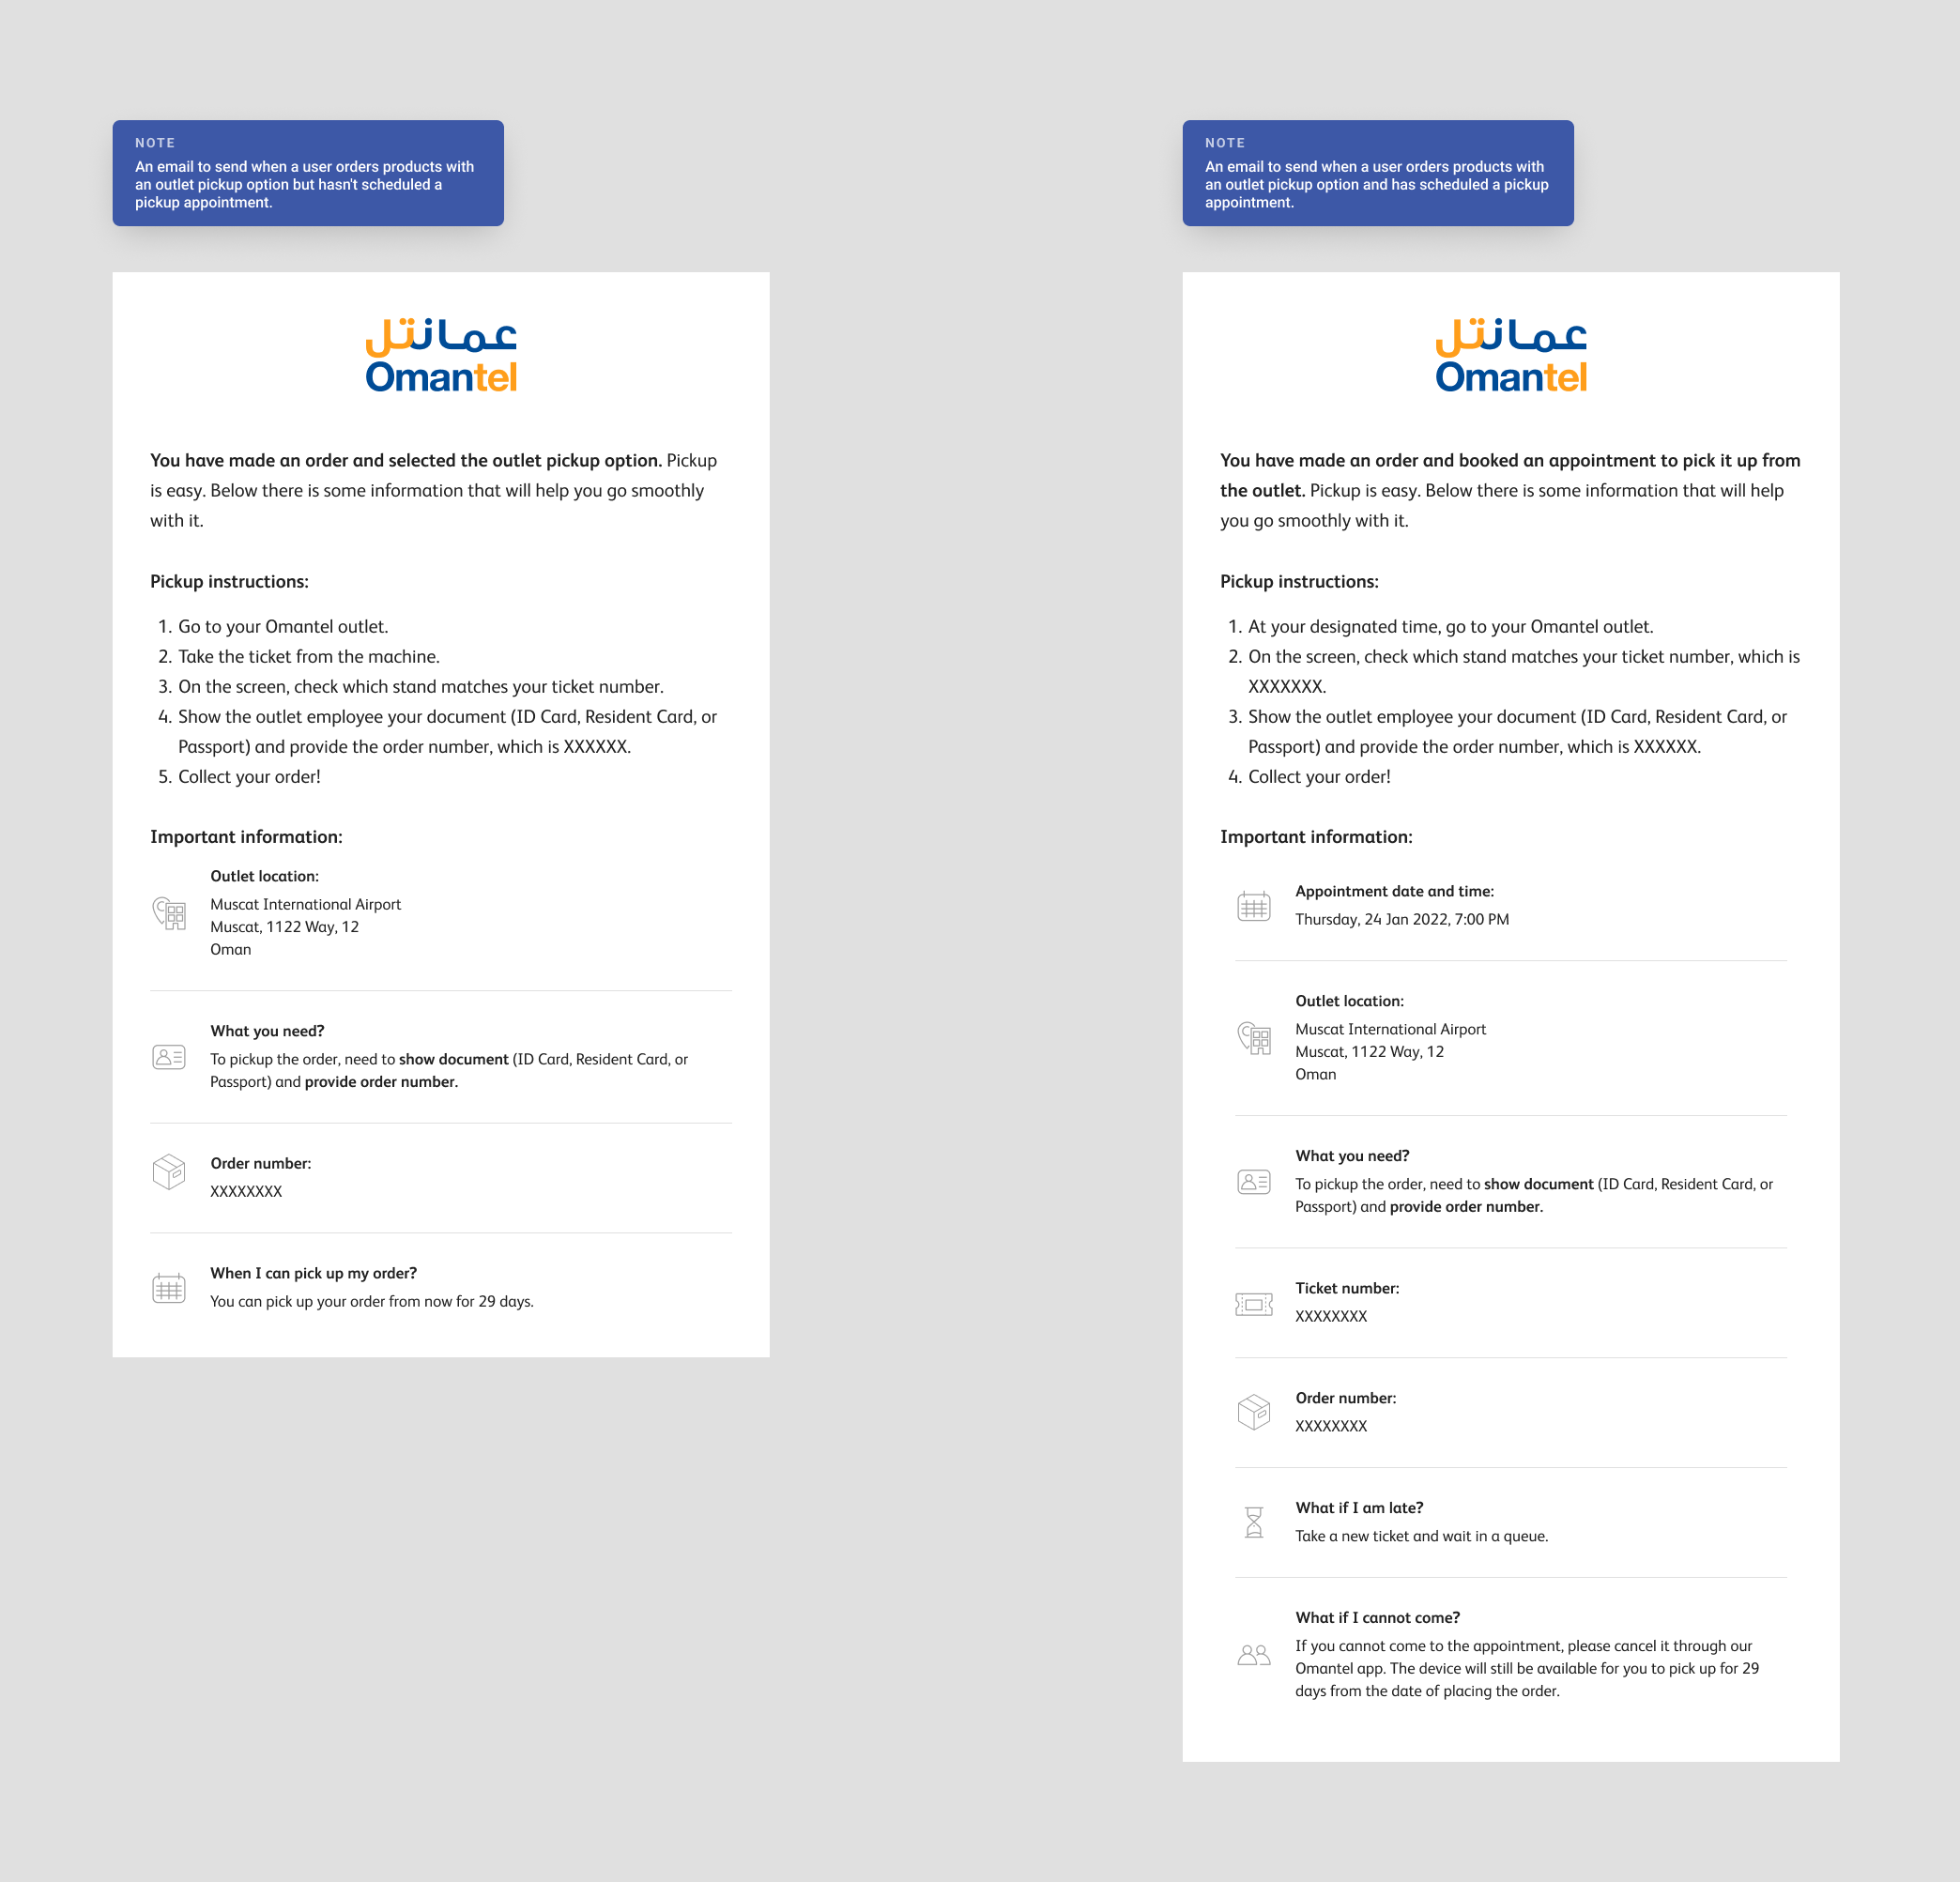 NOTE
An email to send when a user orders products with
an outlet pickup option but hasn't scheduled a
pickup appointment.
عمانتل
Omantel
You have made an order and selected the outlet pickup option. Pickup
is easy. Below there is some information that will help you go smoothly
with it.
Pickup instructions:
1. Go to your Omantel outlet.
2. Take the ticket from the machine.
3. On the screen, check which stand matches your ticket number.
4. Show the outlet employee your document (ID Card, Resident Card, or
Passport) and provide the order number, which is XXXXXX.
5. Collect your order!
Important information:
Outlet location:
Muscat International Airport
Muscat, 1122 Way, 12
Oman
What you need?
To pickup the order, need to show document (ID Card, Resident Card, or
Passport) and provide order number.
Order number:
XXXXXXXX
When I can pick up my order?
You can pick up your order from now for 29 days.
NOTE
An email to send when a user orders products with
an outlet pickup option and has scheduled a pickup
appointment.
عمانتل
Omantel
You have made an order and booked an appointment to pick it up from
the outlet. Pickup is easy. Below there is some information that will help
you go smoothly with it.
Pickup instructions:
1. At your designated time, go to your Omantel outlet.
2. On the screen, check which stand matches your ticket number, which is
XXXXXXX.
3. Show the outlet employee your document (ID Card, Resident Card, or
Passport) and provide the order number, which is XXXXXX.
4. Collect your order!
Important information:
Appointment date and time:
Thursday, 24 Jan 2022, 7:00 PM
Outlet location:
Muscat International Airport
Muscat, 1122 Way, 12
Oman
What you need?
To pickup the order, need to show document (ID Card, Resident Card, or
Passport) and provide order number.
Ticket number:
XXXXXXXX
Order number:
XXXXXXXX
What if I am late?
Take a new ticket and wait in a queue.
What if I cannot come?
If you cannot come to the appointment, please cancel it through our
Omantel app. The device will still be available for you to pick up for 29
days from the date of placing the order.